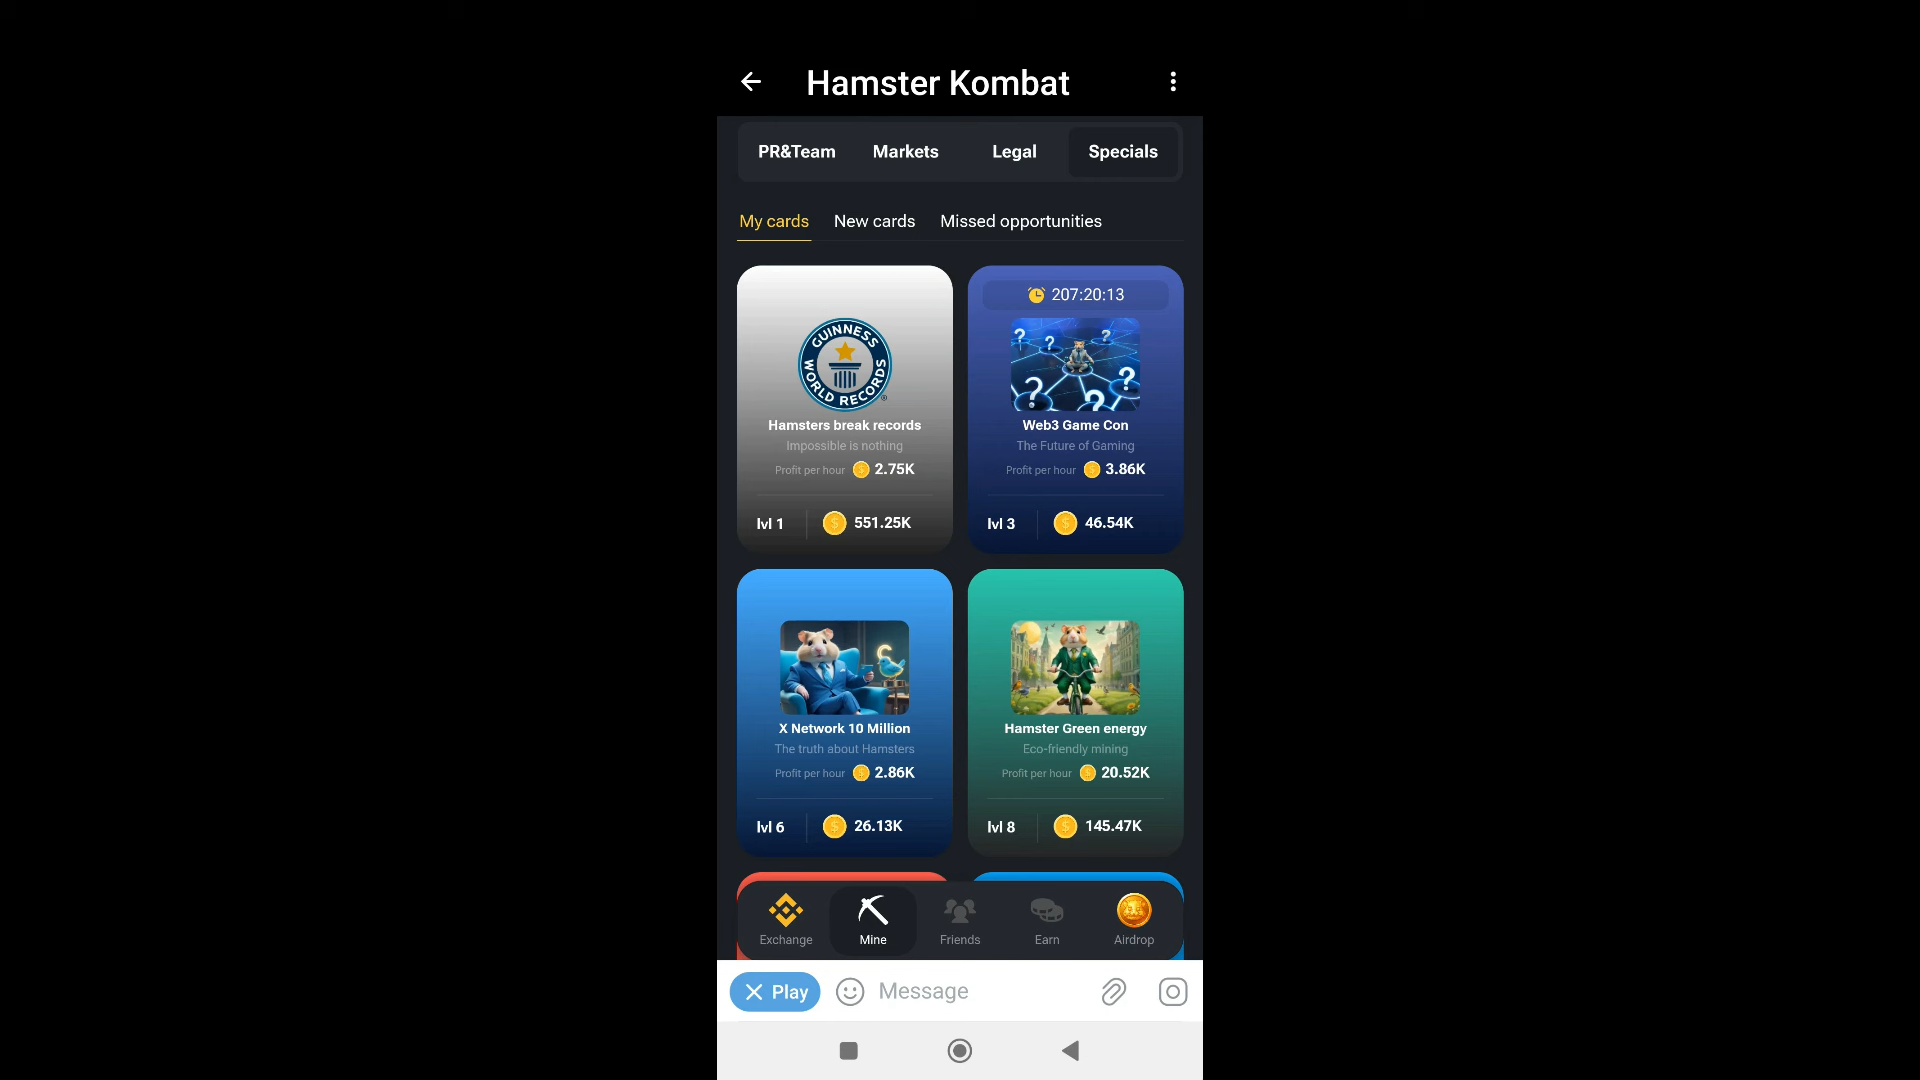 Hamster Kombat
PR&Team Markets Legal Specials
My cards New cards Missed opportunities
GUINNESS
WORLD RECORDS
Hamsters break records
Impossible is nothing
Profit per hour 2.75K
lvl 1 551.25K
207:20:13
? ? ? ? ? ?
Web3 Game Con
The Future of Gaming
Profit per hour 3.86K
lvl 3 46.54K
X Network 10 Million
The truth about Hamsters
Profit per hour 2.86K
lvl 6 26.13K
Hamster Green energy
Eco-friendly mining
Profit per hour 20.52K
lvl 8 145.47K
Exchange Mine Friends Earn Airdrop
Play Message